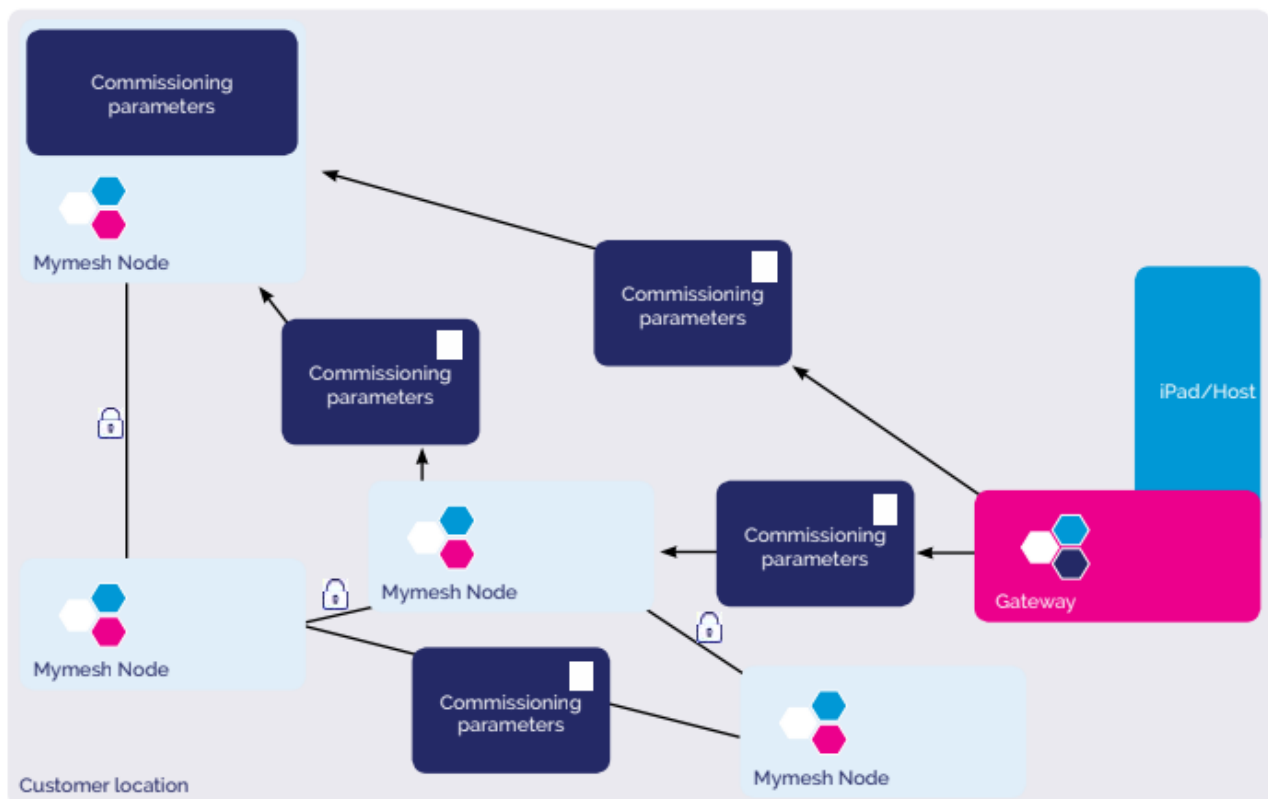 Commissioning
parameters
Mymesh Node
Commissioning
parameters
Commissioning
parameters
iPad/Host
Mymesh Node
Commissioning
parameters
Gateway
Mymesh Node
Commissioning
parameters
Mymesh Node
Customer location